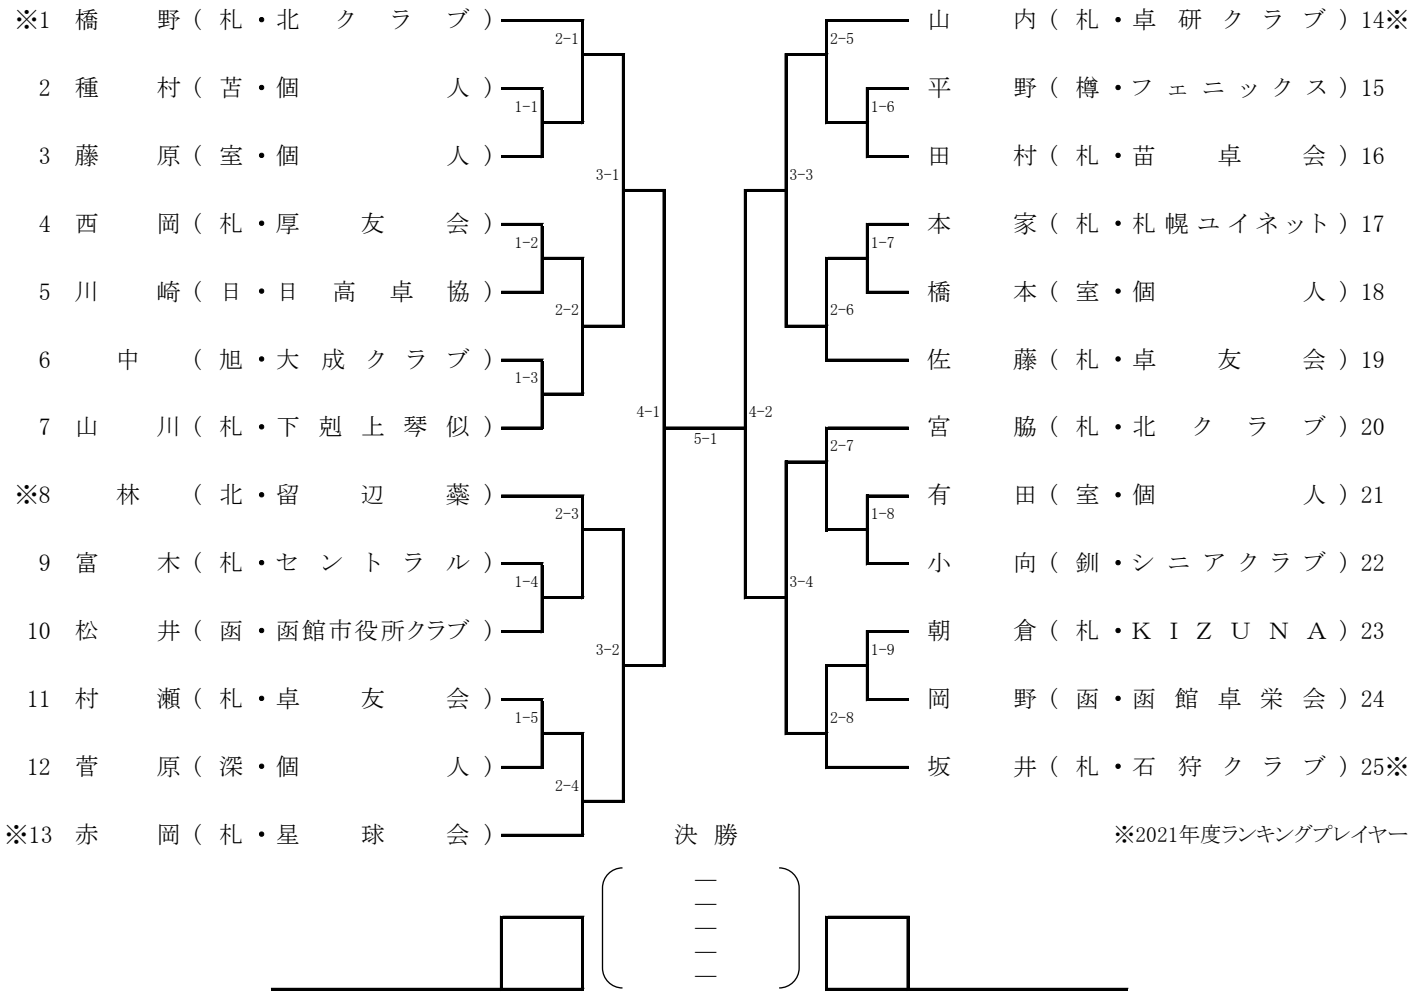 ※1 橋野(札・北クラブ)
2 種村(苫・個人)
3 藤原(室・個人)
4 西岡(札・厚友会)
5 川崎(日・日高卓協)
6 中(旭・大成クラブ)
7 山川(札・下剋上琴似)
※8 林(北・留辺蘂)
9 富木(札・セントラル)
10 松井(函・函館市役所クラブ)
11 村瀬(札・卓友会)
12 菅原(深・個人)
※13 赤岡(札・星球会)
2-1
1-1
3-1
1-2
2-2
1-3
4-1
2-3
1-4
3-2
1-5
2-4
5-1
山内(札・卓研クラブ)14※
平野(樽・フェニックス)15
田村(札・苗卓会)16
本家(札・札幌ユイネット)17
橋本(室・個人)18
佐藤(札・卓友会)19
宮脇(札・北クラブ)20
有田(室・個人)21
小向(釧・シニアクラブ)22
朝倉(札・KIZUNA)23
岡野(函・函館卓栄会)24
坂井(札・石狩クラブ)25※
2-5
1-6
3-3
1-7
2-6
4-2
2-7
1-8
3-4
1-9
2-8
決勝
※2021年度ランキングプレイヤー
―
―
―
―
―